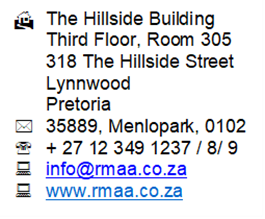 The Hillside Building
Third Floor, Room 305
318 The Hillside Street
Lynnwood
Pretoria
35889, Menlopark, 0102
+ 27 12 349 1237 / 8/ 9
info@rmaa.co.za
www.rmaa.co.za